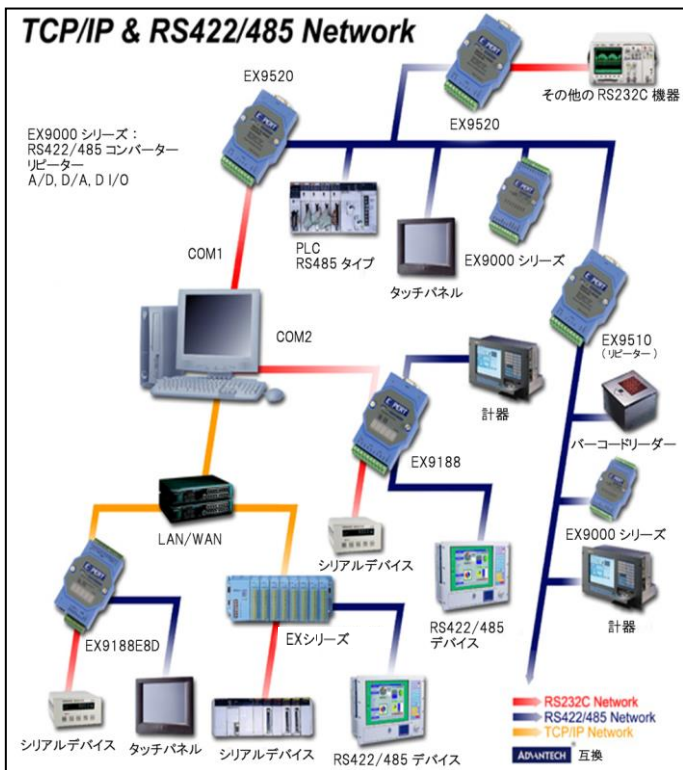 TCP/IP & RS422/485 Network
EX9520
EX9520
その他の RS232C 機器
EX9000 シリーズ：
RS422/485 コンバーター
リピーター
A/D, D/A, D I/O
PLC
RS485 タイプ
タッチパネル
EX9000 シリーズ
COM1
COM2
EX9510
（リピーター）
計器
バーコードリーダー
EX9188
EX9000 シリーズ
LAN/WAN
シリアルデバイス
計器
RS422/485
デバイス
EX9188E8D
EXシリーズ
シリアルデバイス
タッチパネル
シリアルデバイス
RS422/485 デバイス
RS232C Network
RS422/485 Network
TCP/IP Network
ADVANTECH® 互換